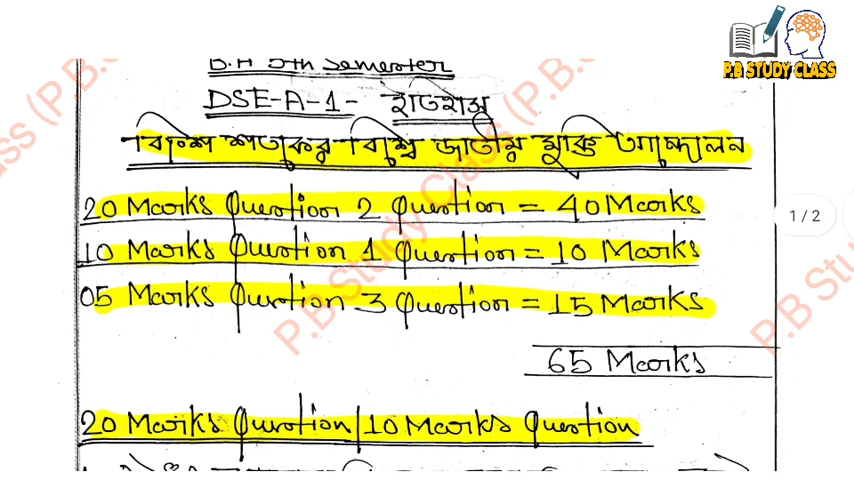 P.B STUDY CLASS
B.A 5th Semester
DSE-A-1- ইতিহাস
বিংশ শতকের বিশ্বে জাতীয় মুক্তি আন্দোলন
20 Marks Question 2 Question = 40 Marks
1/2
10 Marks Question 1 Question = 10 Marks
05 Marks Question 3 Question = 15 Marks
65 Marks
20 Marks Question/10 Marks Question
P.B Study Class (P.B.S